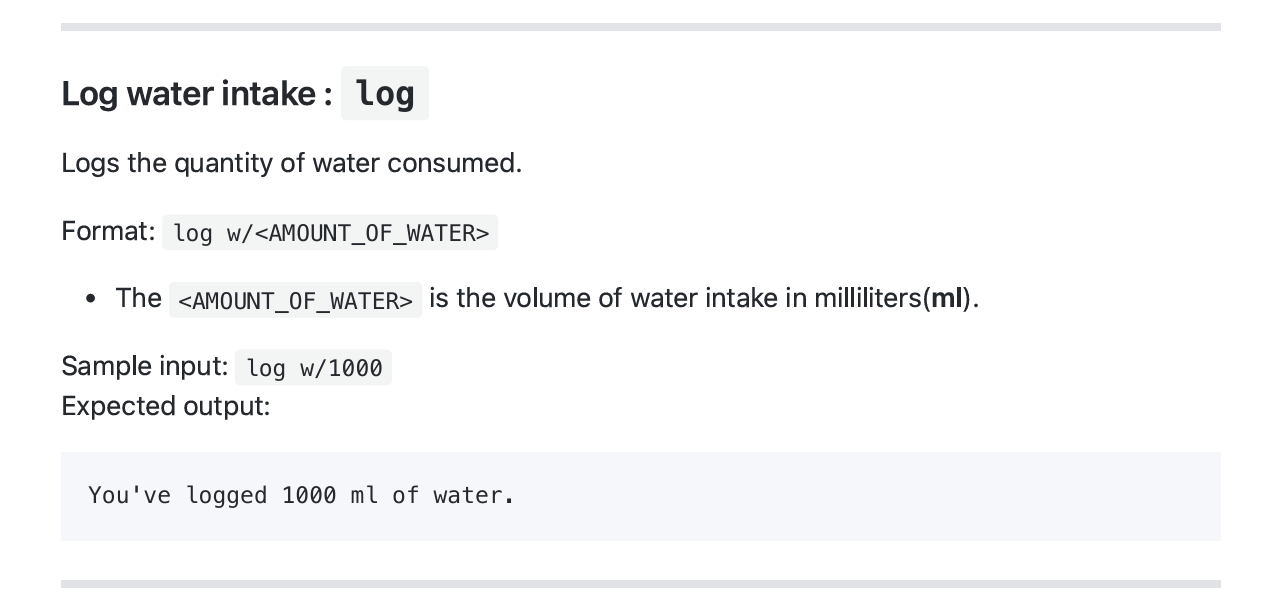 Log water intake : log
Logs the quantity of water consumed.
Format: log w/<AMOUNT_OF_WATER>
• The <AMOUNT_OF_WATER> is the volume of water intake in milliliters(ml).
Sample input: log w/1000
Expected output:
You've logged 1000 ml of water.